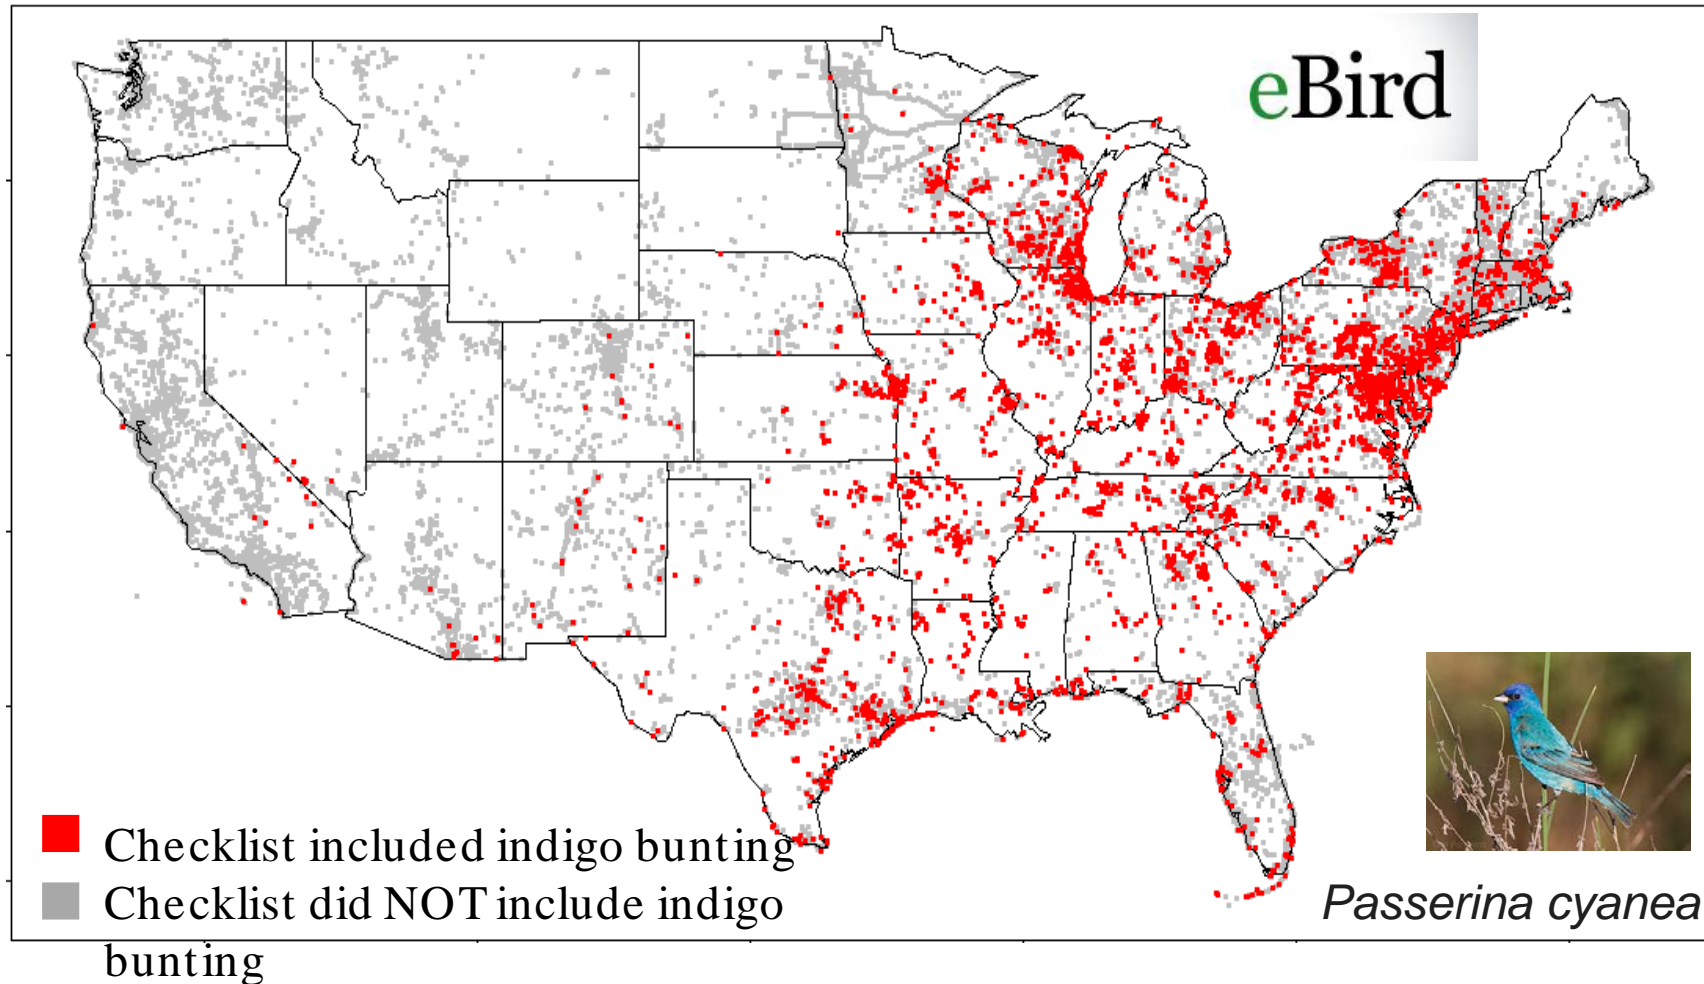 eBird
Checklist included indigo bunting
Checklist did NOT include indigo
bunting
Passerina cyanea